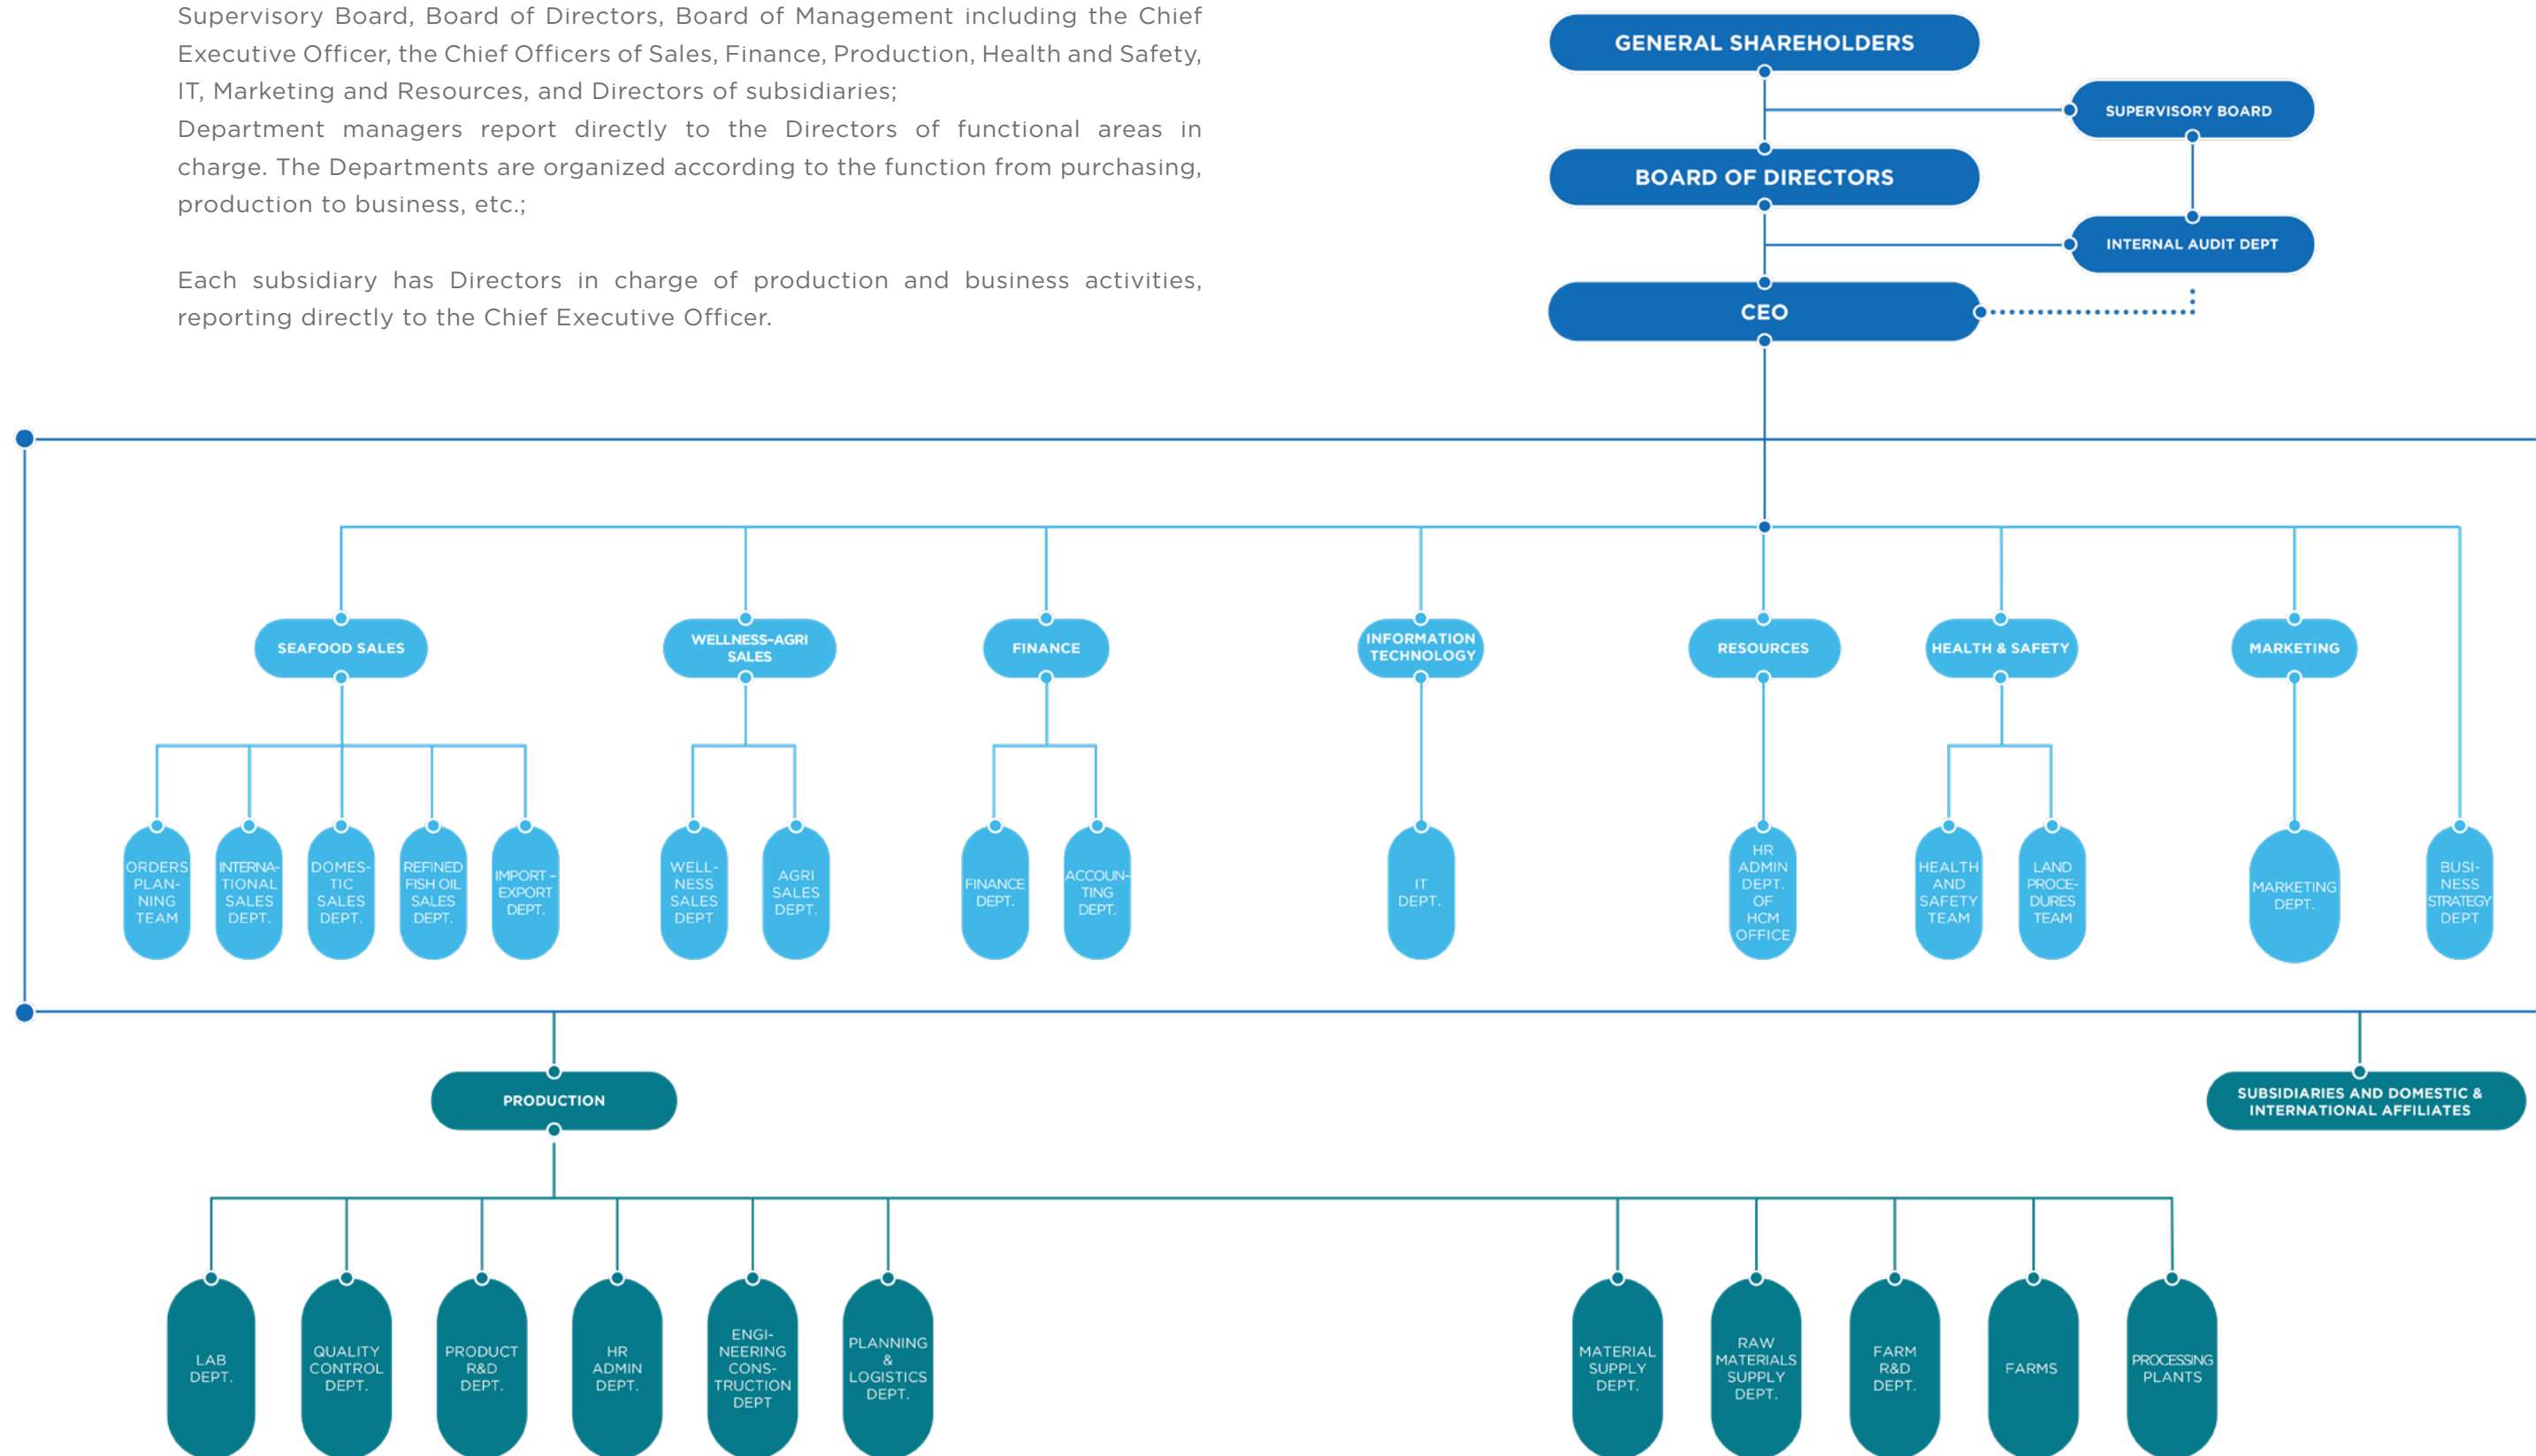 Supervisory Board, Board of Directors, Board of Management including the Chief
Executive Officer, the Chief Officers of Sales, Finance, Production, Health and Safety,
IT, Marketing and Resources, and Directors of subsidiaries;
Department managers report directly to the Directors of functional areas in
charge. The Departments are organized according to the function from purchasing,
production to business, etc.;
Each subsidiary has Directors in charge of production and business activities,
reporting directly to the Chief Executive Officer.
GENERAL SHAREHOLDERS
SUPERVISORY BOARD
BOARD OF DIRECTORS
INTERNAL AUDIT DEPT
CEO
SEAFOOD SALES
WELLNESS–AGRI
SALES
FINANCE
INFORMATION
TECHNOLOGY
RESOURCES
HEALTH & SAFETY
MARKETING
ORDERS
PLAN-
NING
TEAM
INTERNA-
TIONAL
SALES
DEPT.
DOMES-
TIC
SALES
DEPT.
REFINED
FISH OIL
SALES
DEPT.
IMPORT –
EXPORT
DEPT.
WELL-
NESS
SALES
DEPT
AGRI
SALES
DEPT.
FINANCE
DEPT.
ACCOUN-
TING
DEPT.
IT
DEPT.
HR
ADMIN
DEPT.
OF
HCM
OFFICE
HEALTH
AND
SAFETY
TEAM
LAND
PROCE-
DURES
TEAM
MARKETING
DEPT.
BUSI-
NESS
STRATEGY
DEPT
PRODUCTION
SUBSIDIARIES AND DOMESTIC &
INTERNATIONAL AFFILIATES
LAB
DEPT.
QUALITY
CONTROL
DEPT.
PRODUCT
R&D
DEPT.
HR
ADMIN
DEPT.
ENGI-
NEERING
CONS-
TRUCTION
DEPT
PLANNING
&
LOGISTICS
DEPT.
MATERIAL
SUPPLY
DEPT.
RAW
MATERIALS
SUPPLY
DEPT.
FARM
R&D
DEPT.
FARMS
PROCESSING
PLANTS